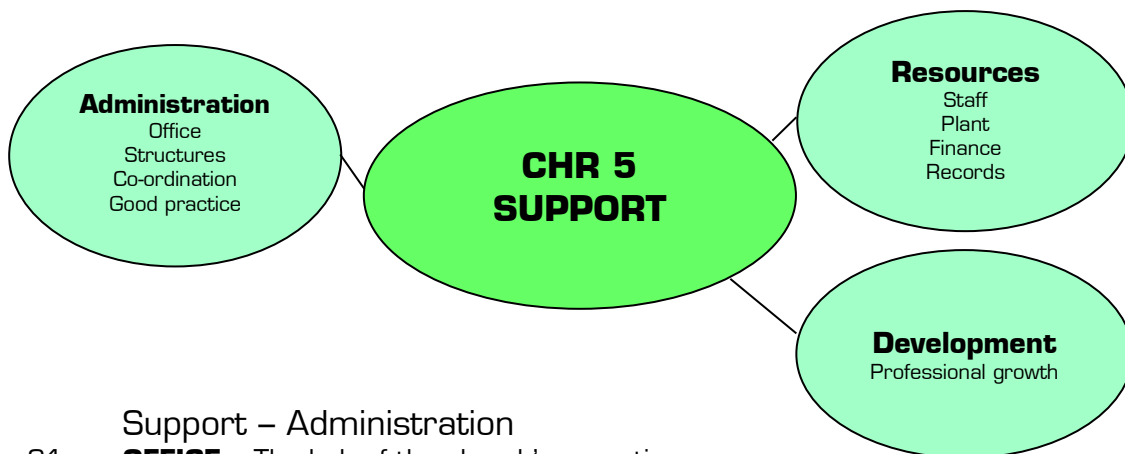 Administration
Office
Structures
Co-ordination
Good practice
CHR 5
SUPPORT
Resources
Staff
Plant
Finance
Records
Development
Professional growth
Support – Administration